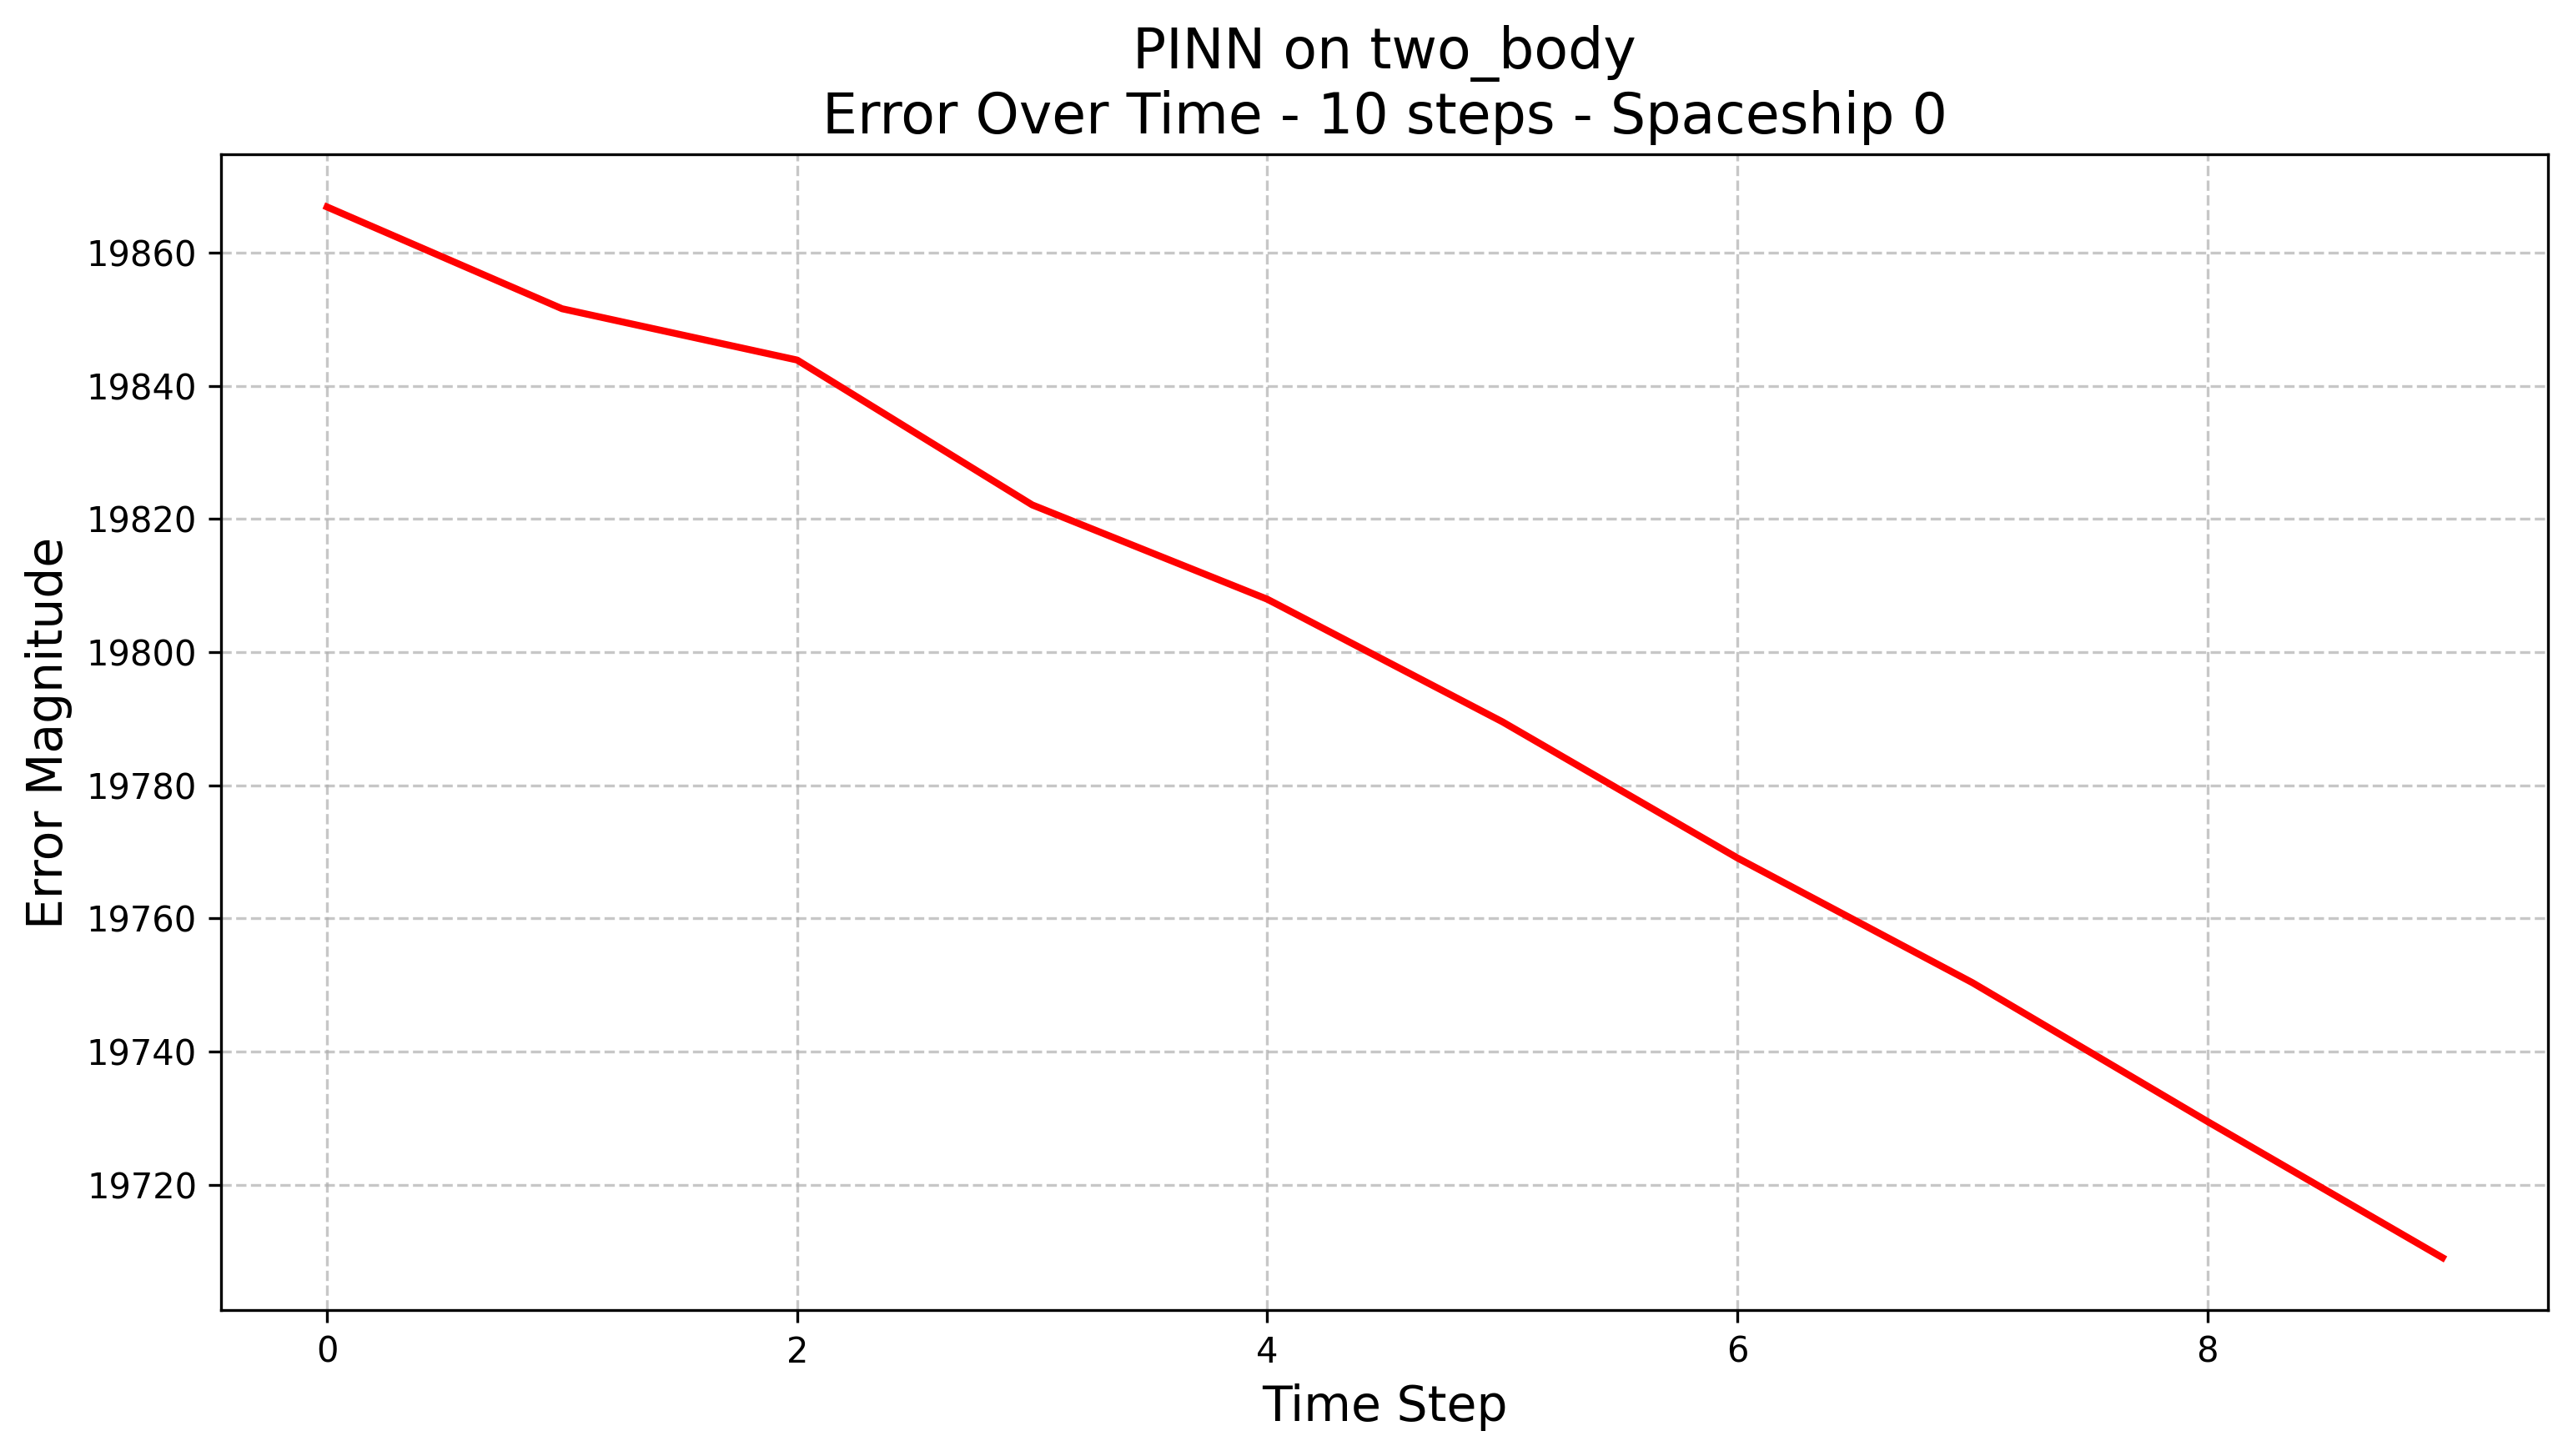 PINN on two_body
Error Over Time - 10 steps - Spaceship 0
Error Magnitude
19860
19840
19820
19800
19780
19760
19740
19720
0 2 4 6 8
Time Step